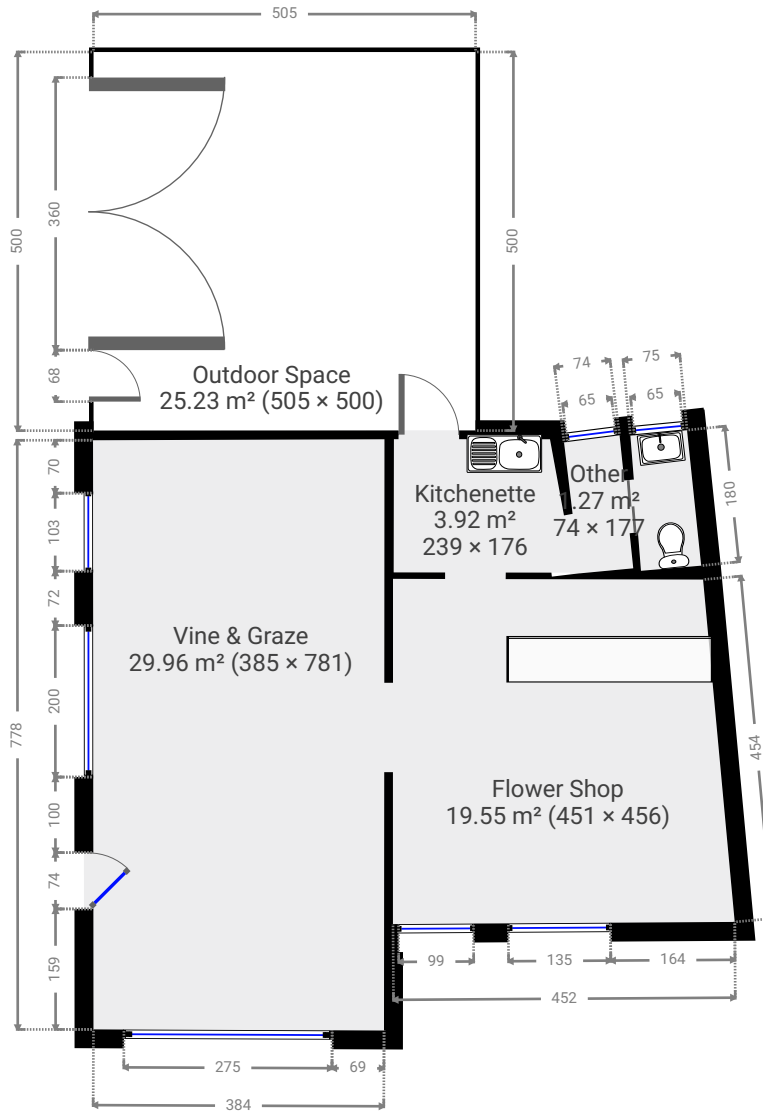 505
500
360
500
68
Outdoor Space
25.23 m² (505 × 500)
74
75
65
65
180
70
103
72
200
778
100
74
159
Kitchenette
3.92 m²
239 × 176
Other
1.27 m²
74 × 177
Vine & Graze
29.96 m² (385 × 781)
454
Flower Shop
19.55 m² (451 × 456)
99
135
164
452
275
69
384